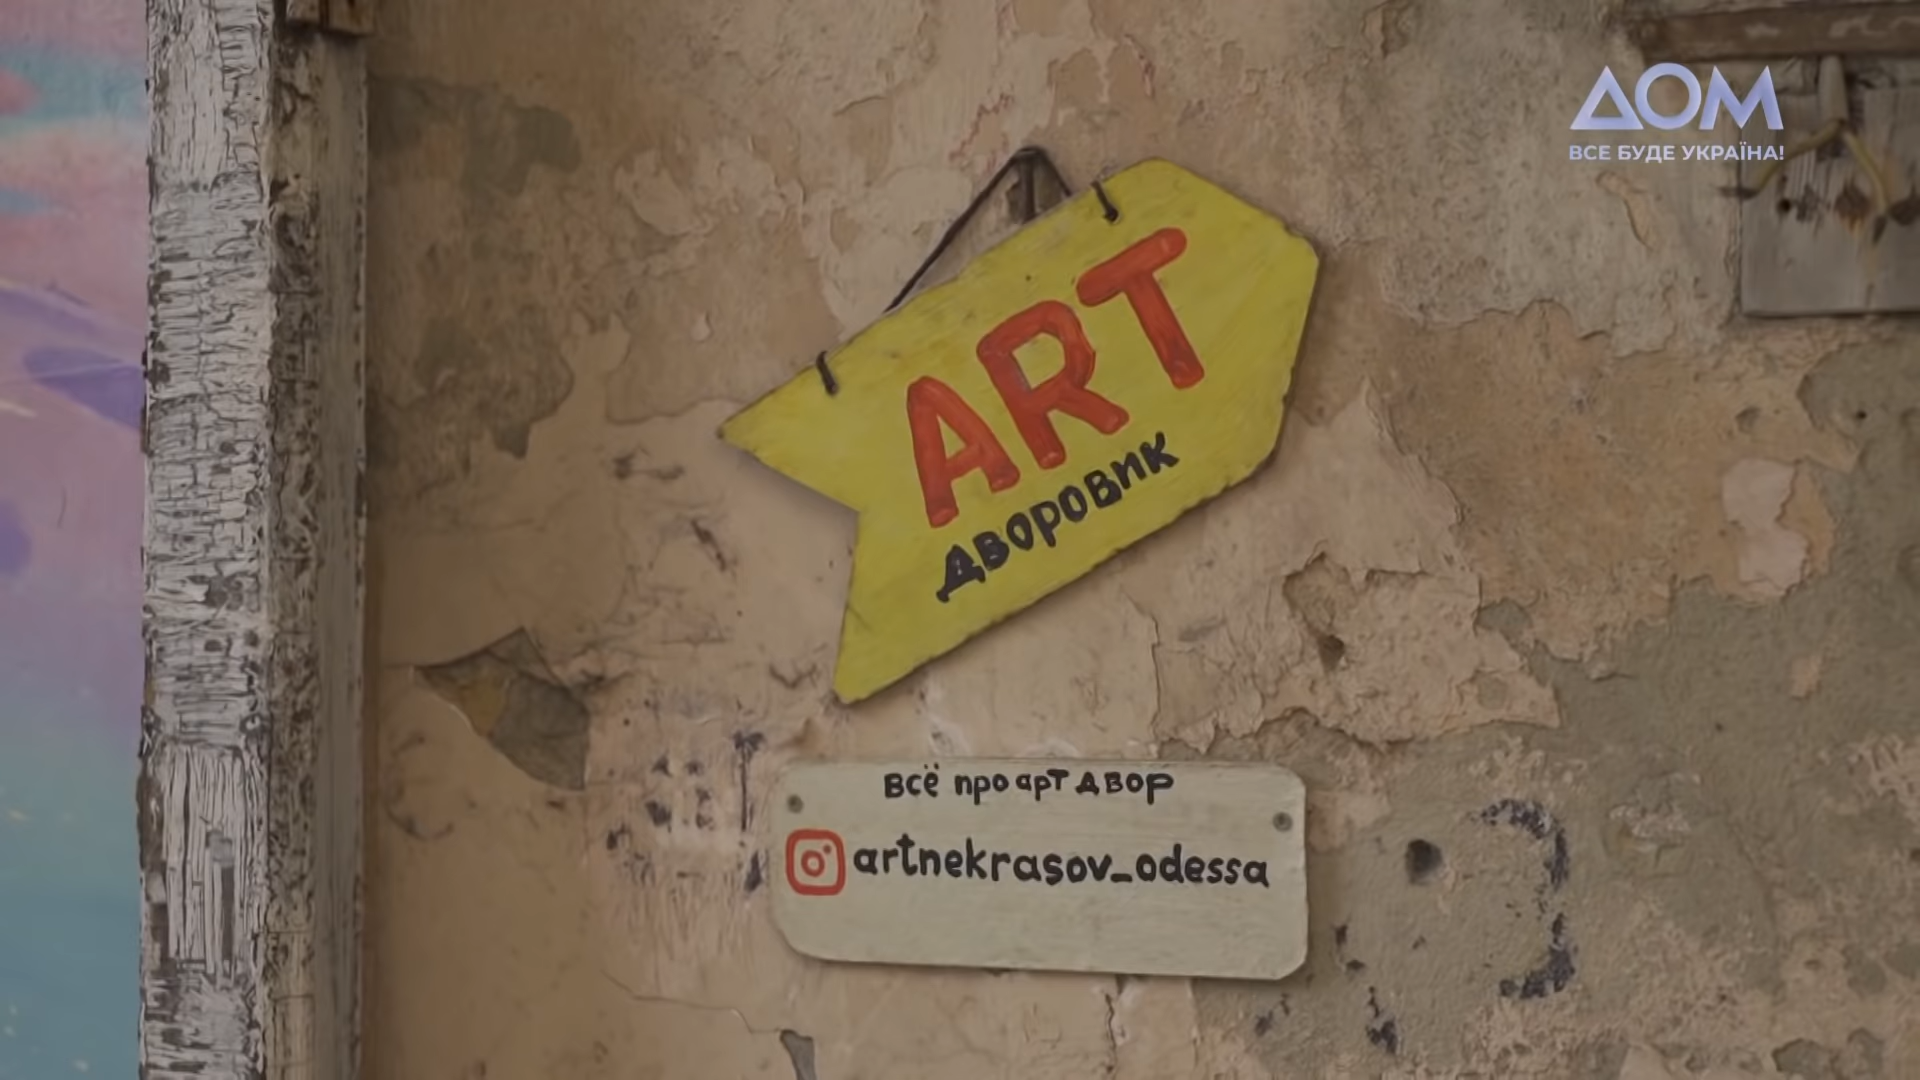 ДОМ
ВСЕ БУДЕ УКРАЇНА!
ART
ДВОРОВИК
всё про арт двор
artnekrasov_odessa